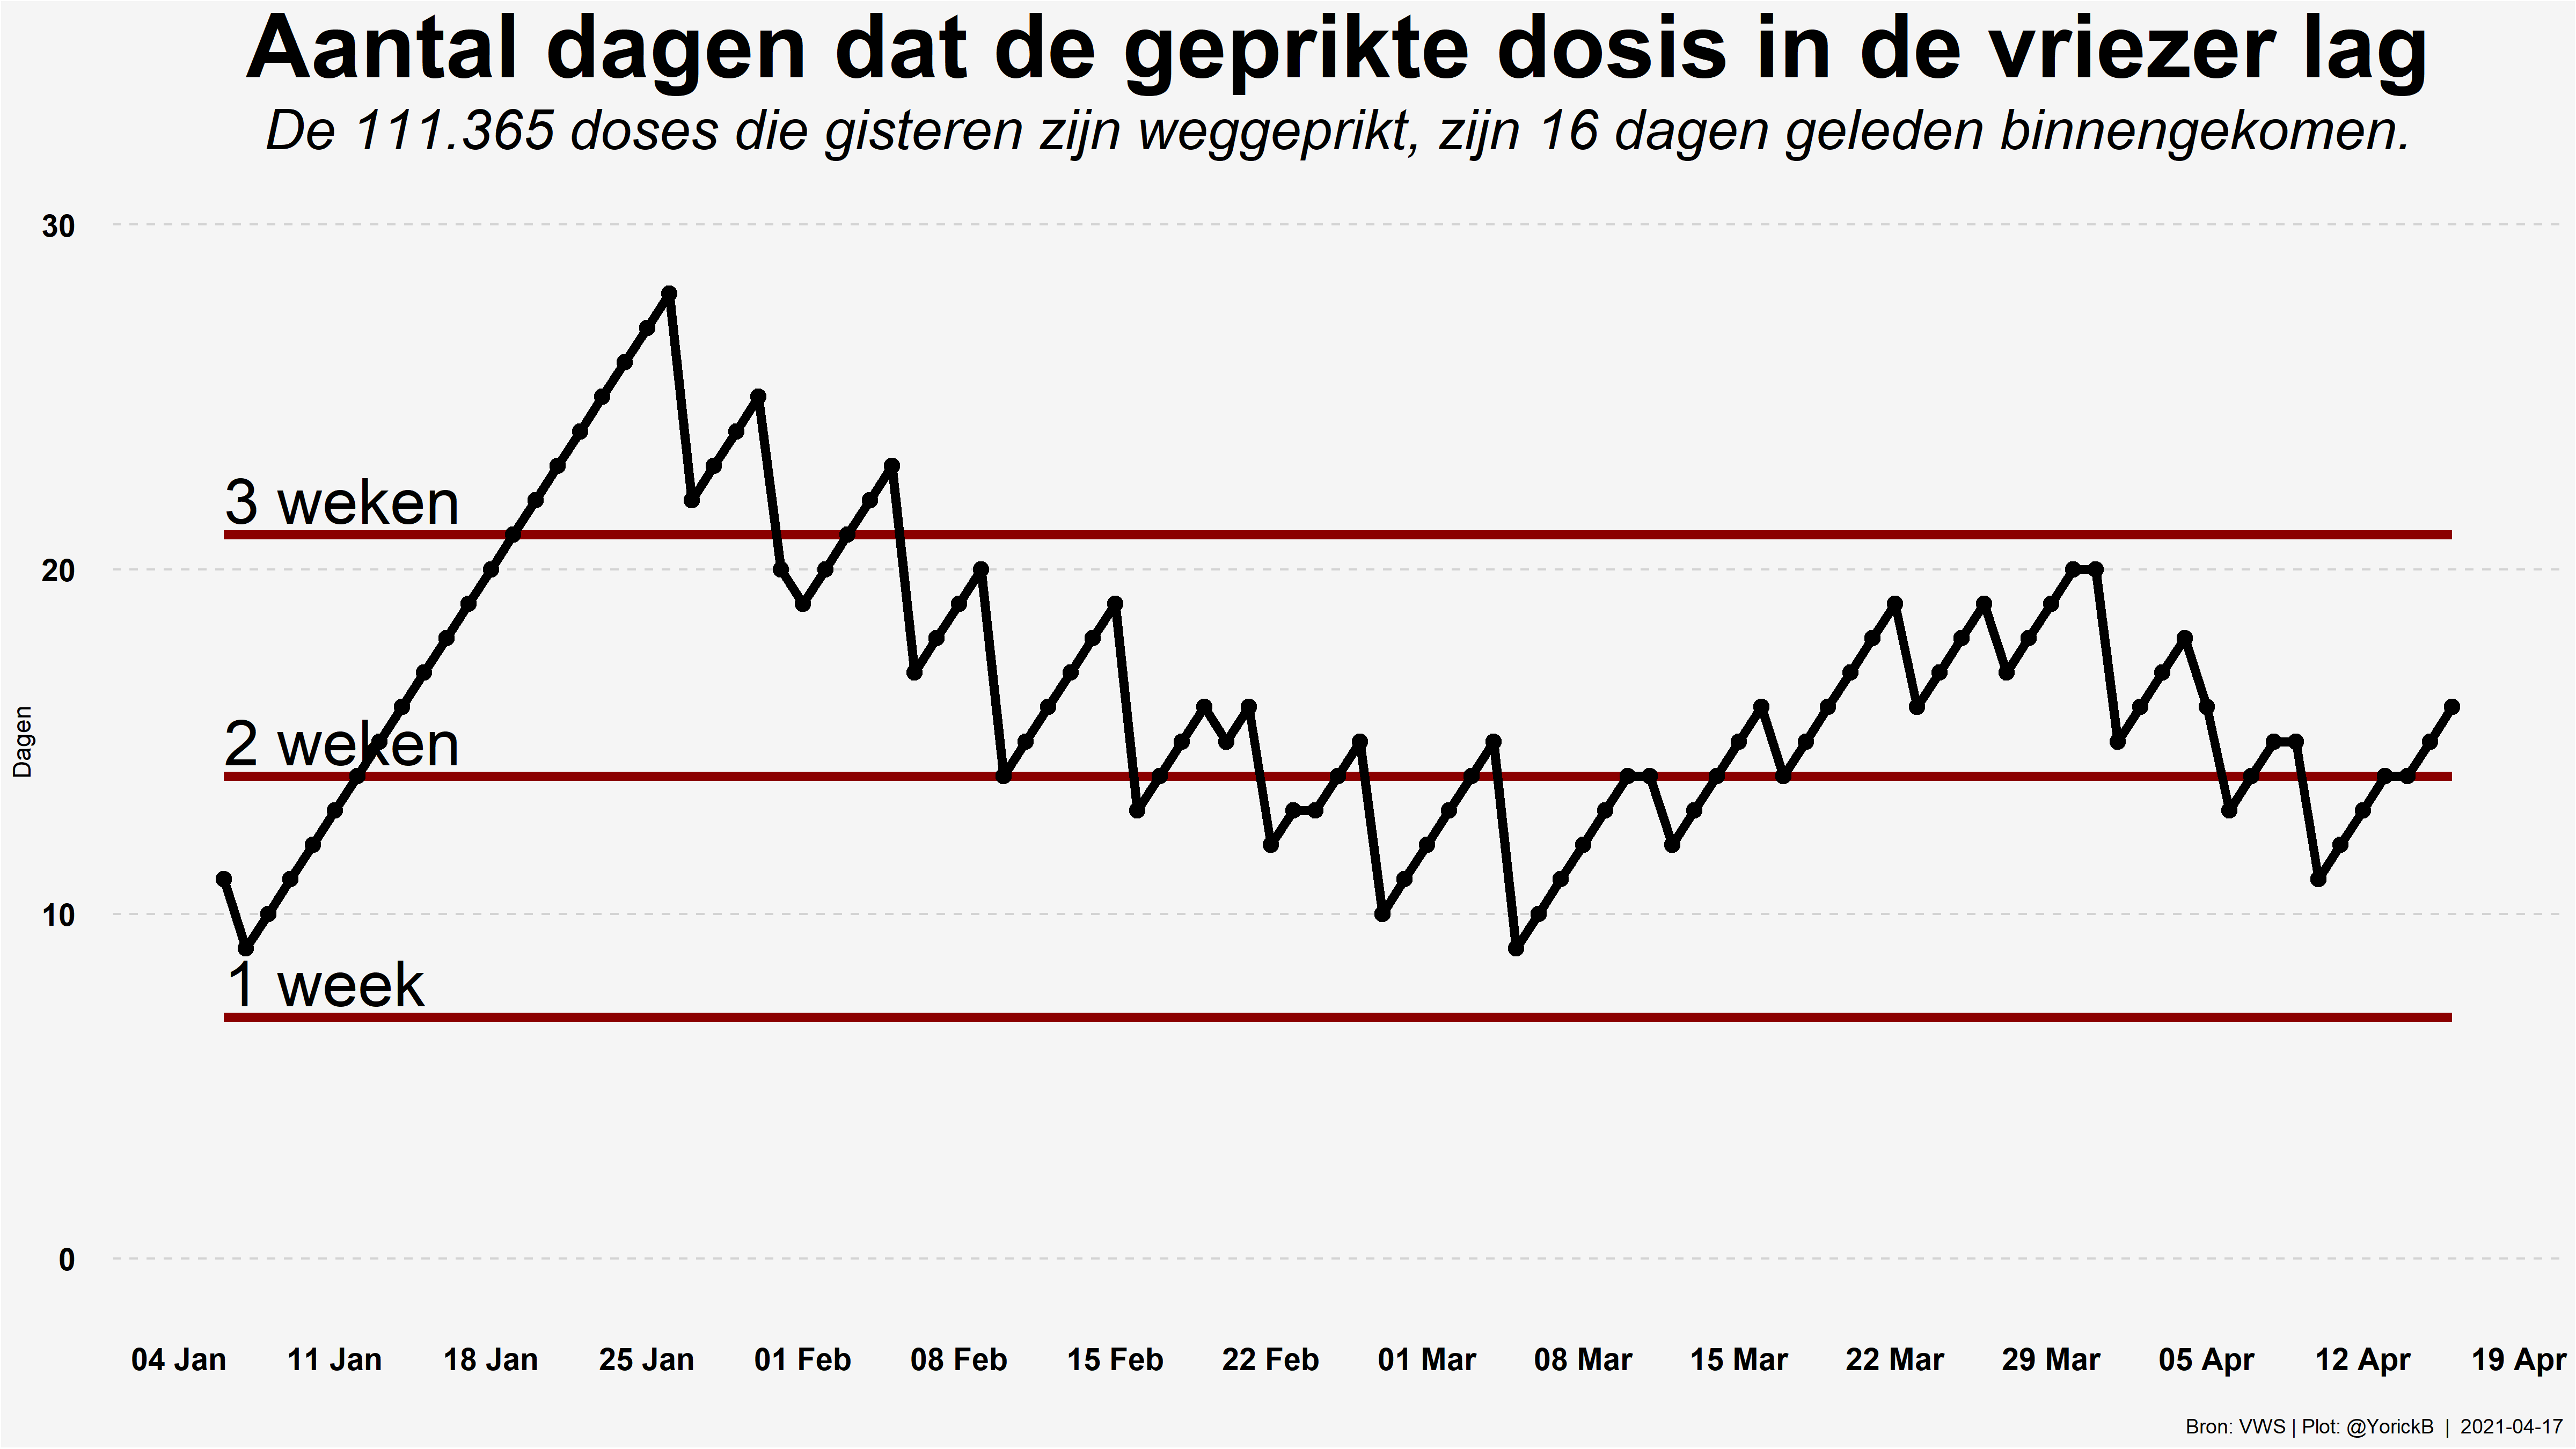 Aantal dagen dat de geprikte dosis in de vriezer lag
De 111.365 doses die gisteren zijn weggeprikt, zijn 16 dagen geleden binnengekomen.
30
3 weken
20
Dagen
2 weken
10
1 week
0
04 Jan 11 Jan 18 Jan 25 Jan 01 Feb 08 Feb 15 Feb 22 Feb 01 Mar 08 Mar 15 Mar 22 Mar 29 Mar 05 Apr 12 Apr 19 Apr
Bron: VWS | Plot: @YorickB | 2021-04-17